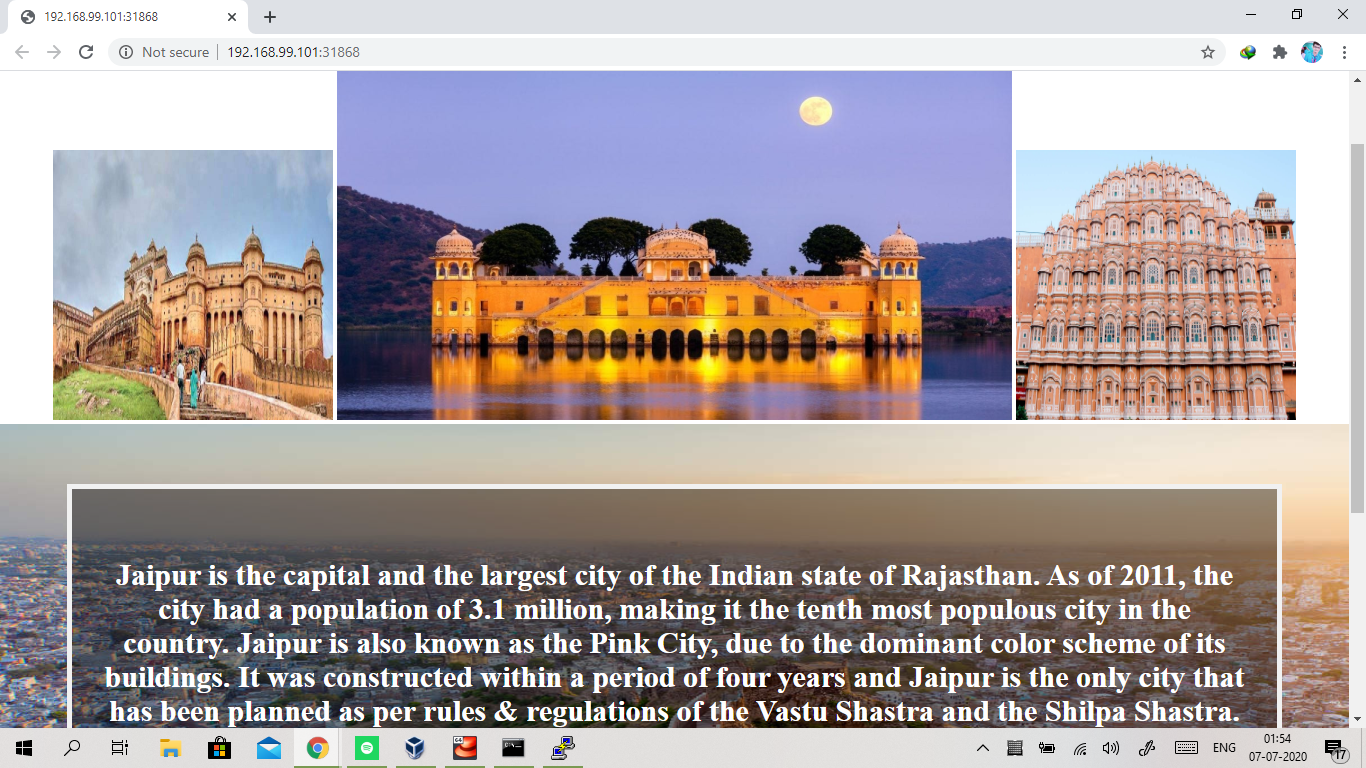 192.168.99.101:31868
Not secure
192.168.99.101:31868
Jaipur is the capital and the largest city of the Indian state of Rajasthan. As of 2011, the
city had a population of 3.1 million, making it the tenth most populous city in the
country. Jaipur is also known as the Pink City, due to the dominant color scheme of its
buildings. It was constructed within a period of four years and Jaipur is the only city that
has been planned as per rules & regulations of the Vastu Shastra and the Shilpa Shastra.
ENG
01:54
07-07-2020
17